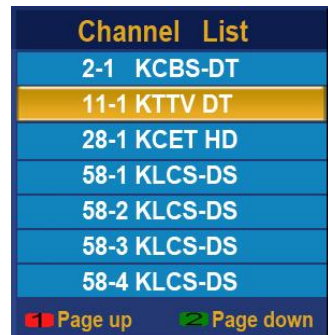 Channel List
2-1 KCBS-DT
11-1 KTTV DT
28-1 KCET HD
58-1 KLCS-DS
58-2 KLCS-DS
58-3 KLCS-DS
58-4 KLCS-DS
1 Page up 2 Page down